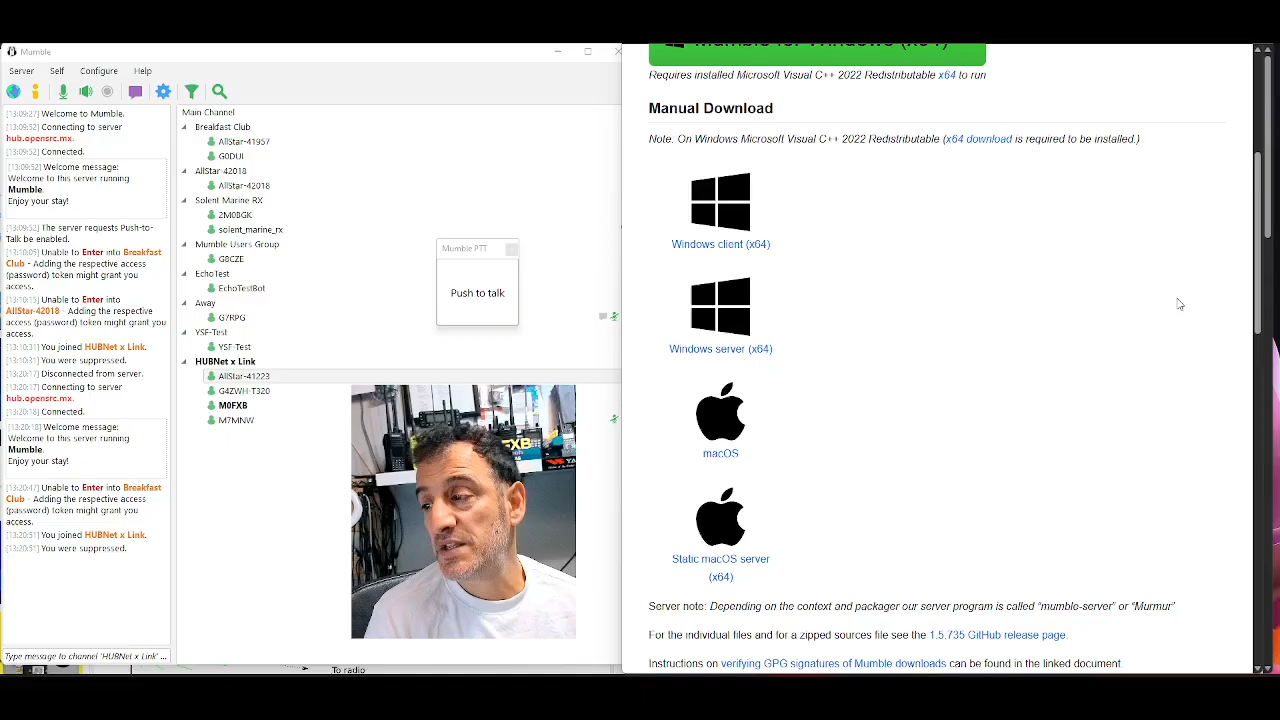 Mumble
Server Self Configure Help
[13:09:27] Welcome to Mumble.
[13:09:52] Connecting to server
hub.opensrc.mx.
[13:09:52] Connected.
[13:09:52] Welcome message:
Welcome to this server running
Mumble.
Enjoy your stay!
[13:09:52] The server requests Push-to-
Talk be enabled.
[13:10:05] Unable to Enter into Breakfast
Club - Adding the respective access
(password) token might grant you
access.
[13:10:15] Unable to Enter into
AllStar-42018 - Adding the respective
access (password) token might grant you
access.
[13:10:31] You joined HUBNet x Link.
[13:10:31] You were suppressed.
[13:20:17] Disconnected from server.
[13:20:17] Connecting to server
hub.opensrc.mx.
[13:20:18] Connected.
[13:20:18] Welcome message:
Welcome to this server running
Mumble.
Enjoy your stay!
[13:20:47] Unable to Enter into Breakfast
Club - Adding the respective access
(password) token might grant you
access.
[13:20:51] You joined HUBNet x Link.
[13:20:51] You were suppressed.
Type message to channel 'HUBNet x Link' ...
Main Channel
Breakfast Club
AllStar-41957
G0DUI
AllStar-42018
AllStar-42018
Solent Marine RX
2M0BGK
solent_marine_rx
Mumble Users Group
G8CZE
EchoTest
EchoTestBot
Away
G7RPG
YSF-Test
YSF-Test
HUBNet x Link
AllStar-41223
G4ZWH-T320
M0FXB
M7MNW
Mumble PTT
Push to talk
FXB
To radio
Mumble for Windows (x64)
Requires installed Microsoft Visual C++ 2022 Redistributable x64 to run
Manual Download
Note. On Windows Microsoft Visual C++ 2022 Redistributable (x64 download is required to be installed.)
Windows client (x64)
Windows server (x64)
macOS
Static macOS server
(x64)
Server note: Depending on the context and packager our server program is called “mumble-server” or “Murmur”
For the individual files and for a zipped sources file see the 1.5.735 GitHub release page.
Instructions on verifying GPG signatures of Mumble downloads can be found in the linked document.